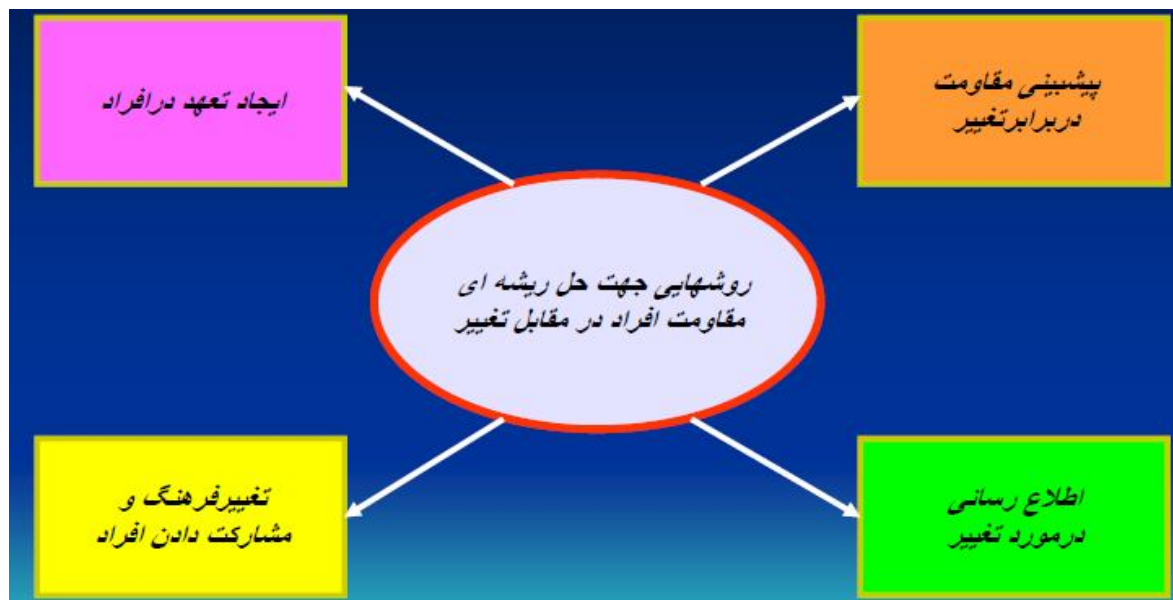 پیشبینی مقاومت
دربرابرتغییر
ایجاد تعهد درافراد
روشهایی جهت حل ریشه ای
مقاومت افراد در مقابل تغییر
اطلاع رسانی
درمورد تغییر
تغییرفرهنگ و
مشارکت دادن افراد